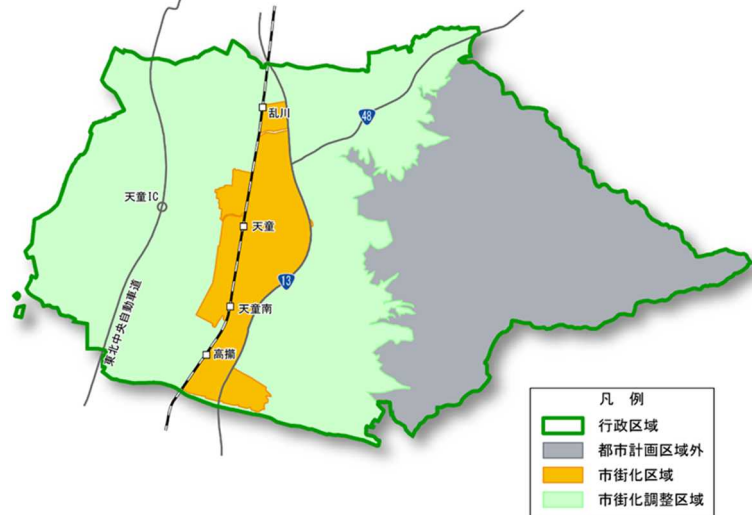 乱川
48
天童IC
天童
13
天童南
東北中央自動車道
高擶
凡 例
行政区域
都市計画区域外
市街化区域
市街化調整区域